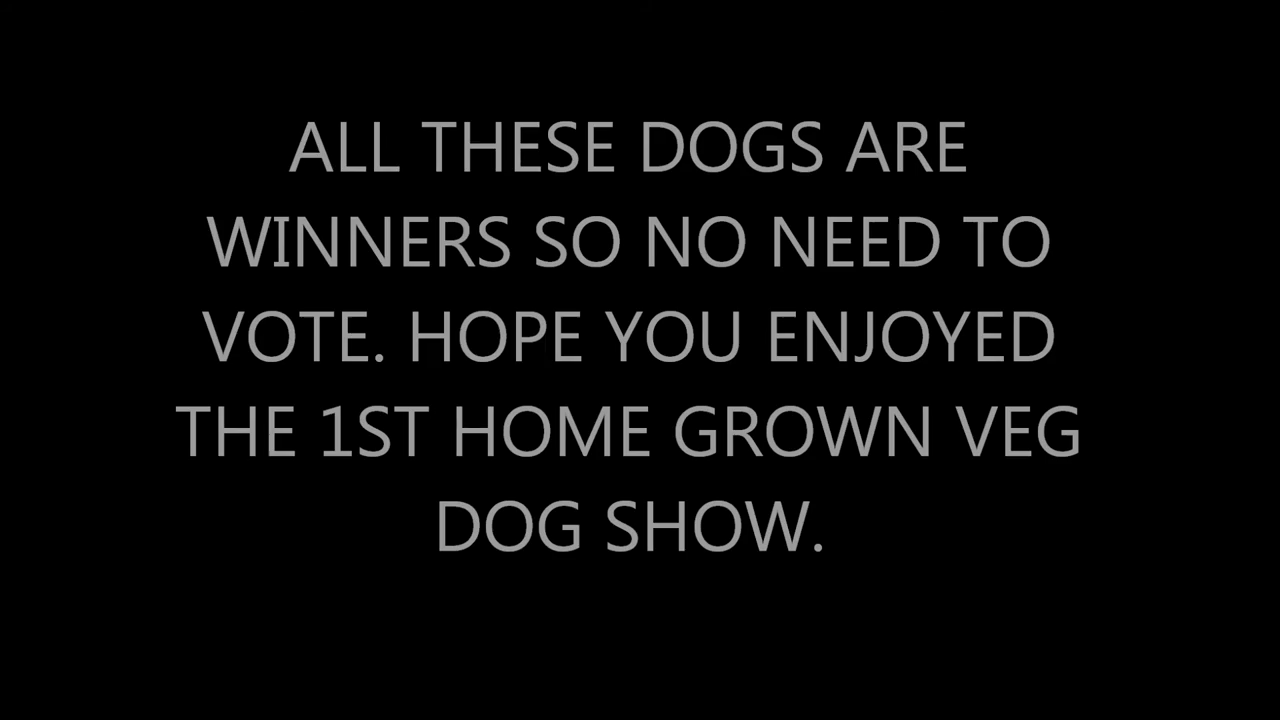 ALL THESE DOGS ARE
WINNERS SO NO NEED TO
VOTE. HOPE YOU ENJOYED
THE 1ST HOME GROWN VEG
DOG SHOW.